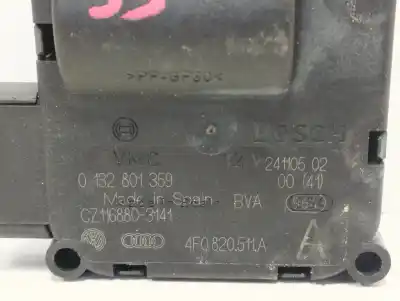 33
>PP-GF30<
BOSCH
12 V 241105 02
0 132 801 359 00 (41)
Made in Spain BVA
CZ116880-3141
4F0.820.511.A A